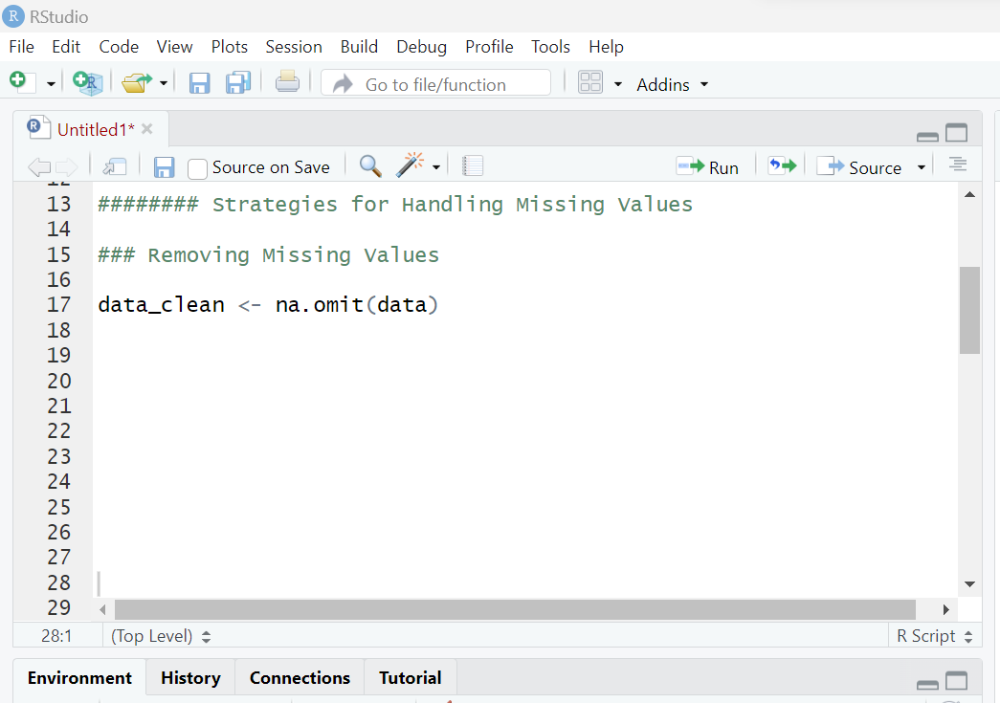 R RStudio
File Edit Code View Plots Session Build Debug Profile Tools Help
R Go to file/function Addins
R Untitled1*
Source on Save Run Source
13 ######## Strategies for Handling Missing Values
14
15 ### Removing Missing Values
16
17 data_clean <- na.omit(data)
18
19
20
21
22
23
24
25
26
27
28
29
28:1 (Top Level) R Script
Environment History Connections Tutorial